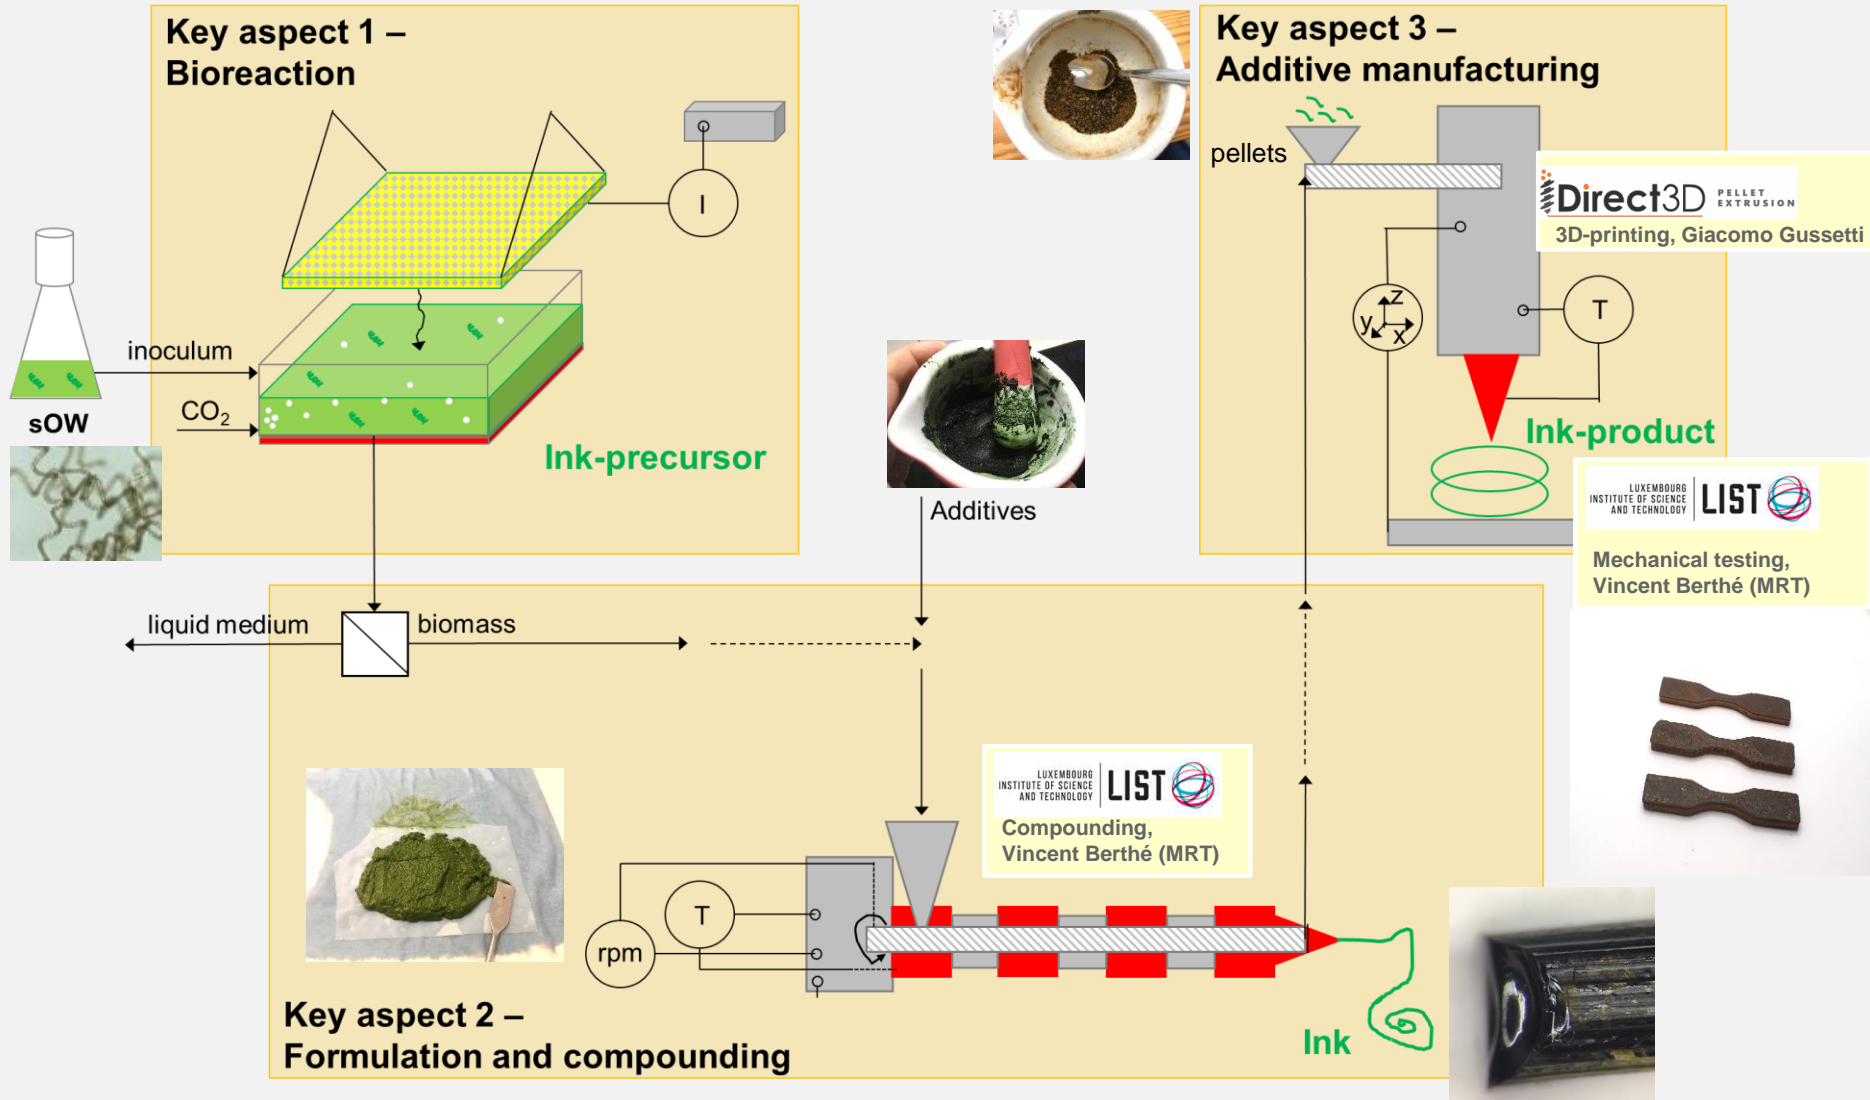 Key aspect 1 –
Bioreaction
I
inoculum
CO₂
sOW
Ink-precursor
Key aspect 3 –
Additive manufacturing
pellets
Direct3D PELLET
EXTRUSION
3D-printing, Giacomo Gussetti
z
y
x
T
Ink-product
LUXEMBOURG
INSTITUTE OF SCIENCE
AND TECHNOLOGY
LIST
Mechanical testing,
Vincent Berthé (MRT)
Additives
liquid medium
biomass
LUXEMBOURG
INSTITUTE OF SCIENCE
AND TECHNOLOGY
LIST
Compounding,
Vincent Berthé (MRT)
T
rpm
Key aspect 2 –
Formulation and compounding
Ink